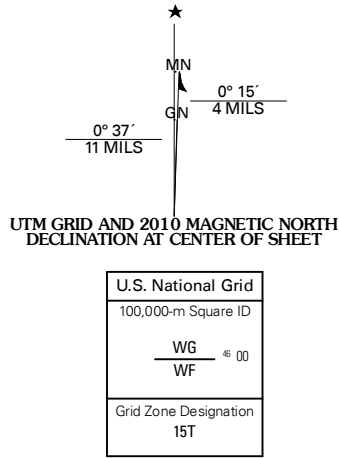 MN
0° 15´
GN
4 MILS
0° 37´
11 MILS
UTM GRID AND 2010 MAGNETIC NORTH
DECLINATION AT CENTER OF SHEET
U.S. National Grid
100,000-m Square ID
WG
46 00
WF
Grid Zone Designation
15T